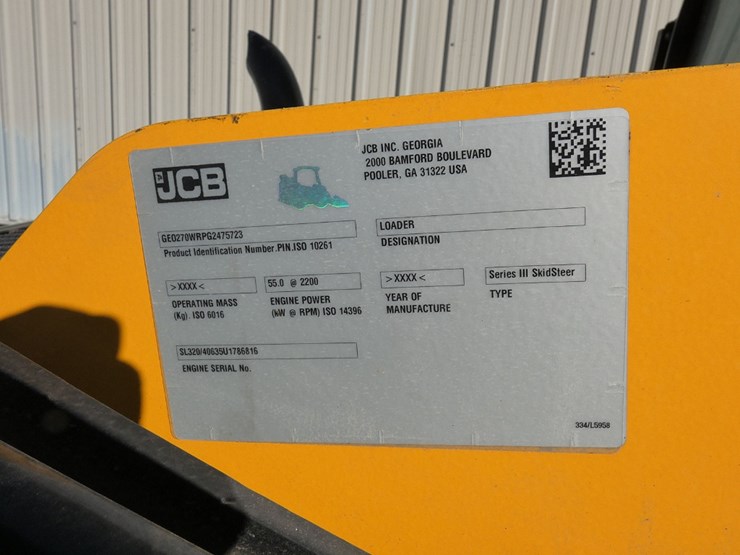 JCB
JCB INC. GEORGIA
2000 BAMFORD BOULEVARD
POOLER, GA 31322 USA
GEO270WRPG2475723
Product Identification Number.PIN.ISO 10261
LOADER
DESIGNATION
>XXXX<
OPERATING MASS
(Kg) ISO 6016
55.0 @ 2200
ENGINE POWER
(kW @ RPM) ISO 14396
>XXXX<
YEAR OF
MANUFACTURE
Series III SkidSteer
TYPE
SL320/40635U1786816
ENGINE SERIAL No.
334/L5958